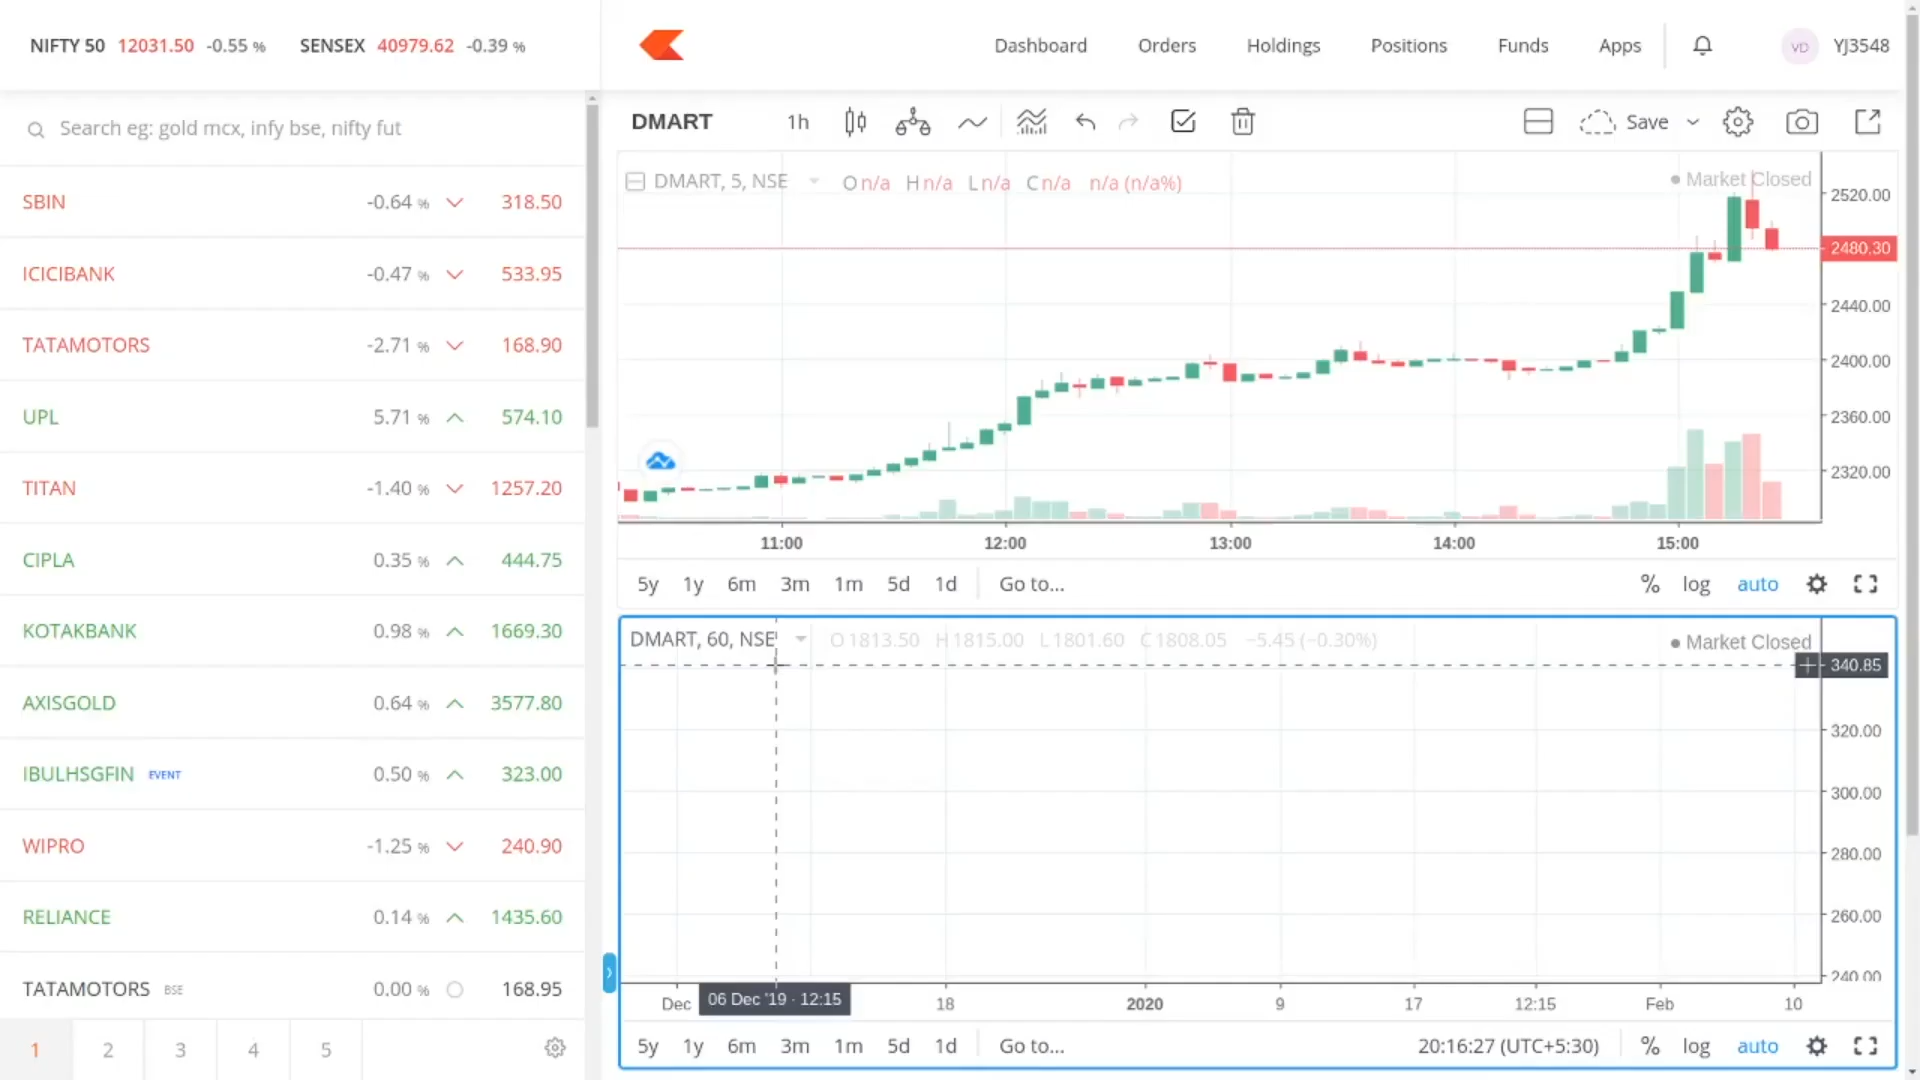 NIFTY 50 12031.50 -0.55 % SENSEX 40979.62 -0.39 %
Dashboard Orders Holdings Positions Funds Apps VD YJ3548
Search eg: gold mcx, infy bse, nifty fut
SBIN -0.64 % 318.50
ICICIBANK -0.47 % 533.95
TATAMOTORS -2.71 % 168.90
UPL 5.71 % 574.10
TITAN -1.40 % 1257.20
CIPLA 0.35 % 444.75
KOTAKBANK 0.98 % 1669.30
AXISGOLD 0.64 % 3577.80
IBULHSGFIN EVENT 0.50 % 323.00
WIPRO -1.25 % 240.90
RELIANCE 0.14 % 1435.60
TATAMOTORS BSE 0.00 % 168.95
1 2 3 4 5
DMART 1h Save
DMART, 5, NSE O n/a H n/a L n/a C n/a n/a (n/a%)
Market Closed
2520.00
2480.30
2440.00
2400.00
2360.00
2320.00
11:00 12:00 13:00 14:00 15:00
5y 1y 6m 3m 1m 5d 1d Go to... % log auto
DMART, 60, NSE O1813.50 H1815.00 L1801.60 C1808.05 −5.45 (−0.30%)
Market Closed
340.85
320.00
300.00
280.00
260.00
240.00
Dec 06 Dec '19 · 12:15 18 2020 9 17 12:15 Feb 10
5y 1y 6m 3m 1m 5d 1d Go to... 20:16:27 (UTC+5:30) % log auto